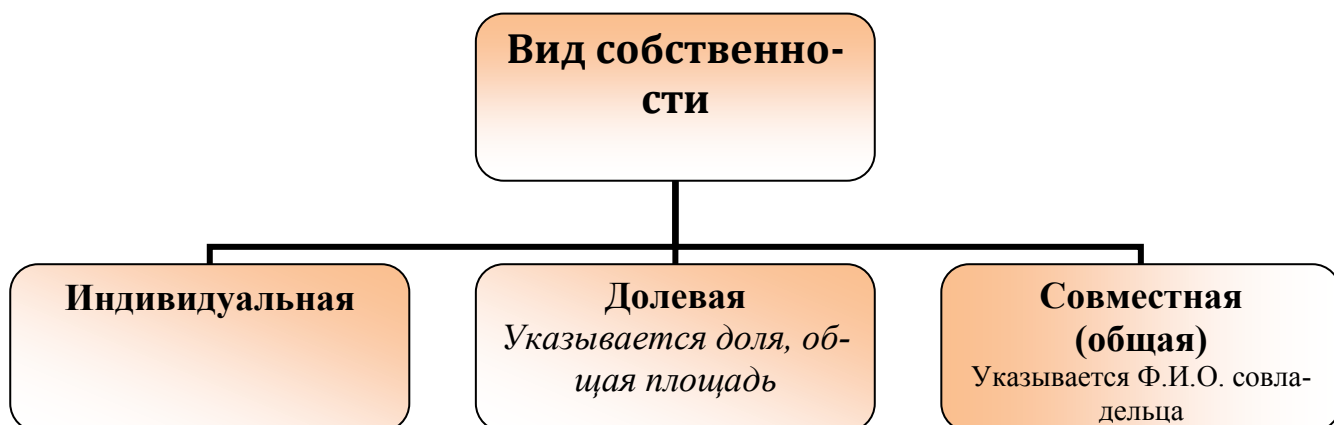 Вид собственно-
сти
Индивидуальная
Долевая
Указывается доля, об-
щая площадь
Совместная
(общая)
Указывается Ф.И.О. совла-
дельца